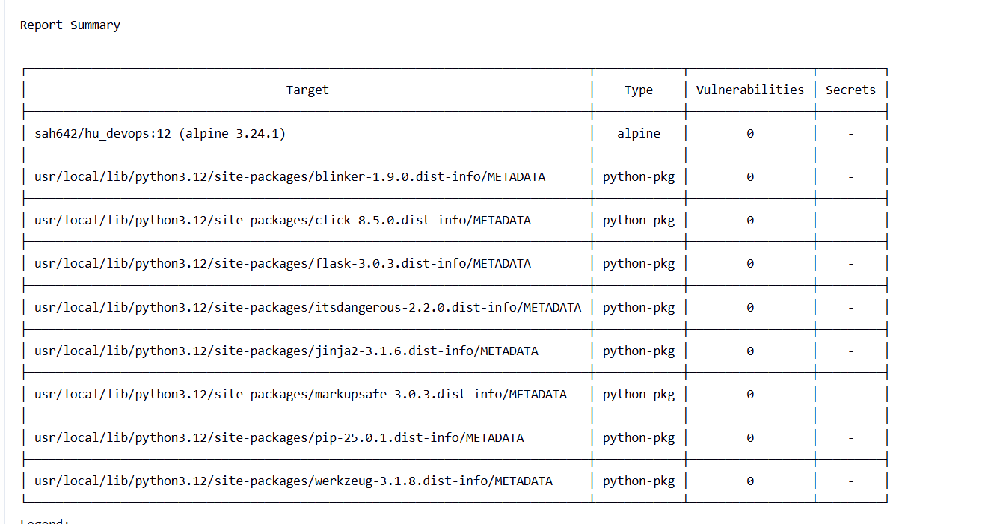 Report Summary
Target Type Vulnerabilities Secrets
sah642/hu_devops:12 (alpine 3.24.1) alpine 0 -
usr/local/lib/python3.12/site-packages/blinker-1.9.0.dist-info/METADATA python-pkg 0 -
usr/local/lib/python3.12/site-packages/click-8.5.0.dist-info/METADATA python-pkg 0 -
usr/local/lib/python3.12/site-packages/flask-3.0.3.dist-info/METADATA python-pkg 0 -
usr/local/lib/python3.12/site-packages/itsdangerous-2.2.0.dist-info/METADATA python-pkg 0 -
usr/local/lib/python3.12/site-packages/jinja2-3.1.6.dist-info/METADATA python-pkg 0 -
usr/local/lib/python3.12/site-packages/markupsafe-3.0.3.dist-info/METADATA python-pkg 0 -
usr/local/lib/python3.12/site-packages/pip-25.0.1.dist-info/METADATA python-pkg 0 -
usr/local/lib/python3.12/site-packages/werkzeug-3.1.8.dist-info/METADATA python-pkg 0 -
Legend: